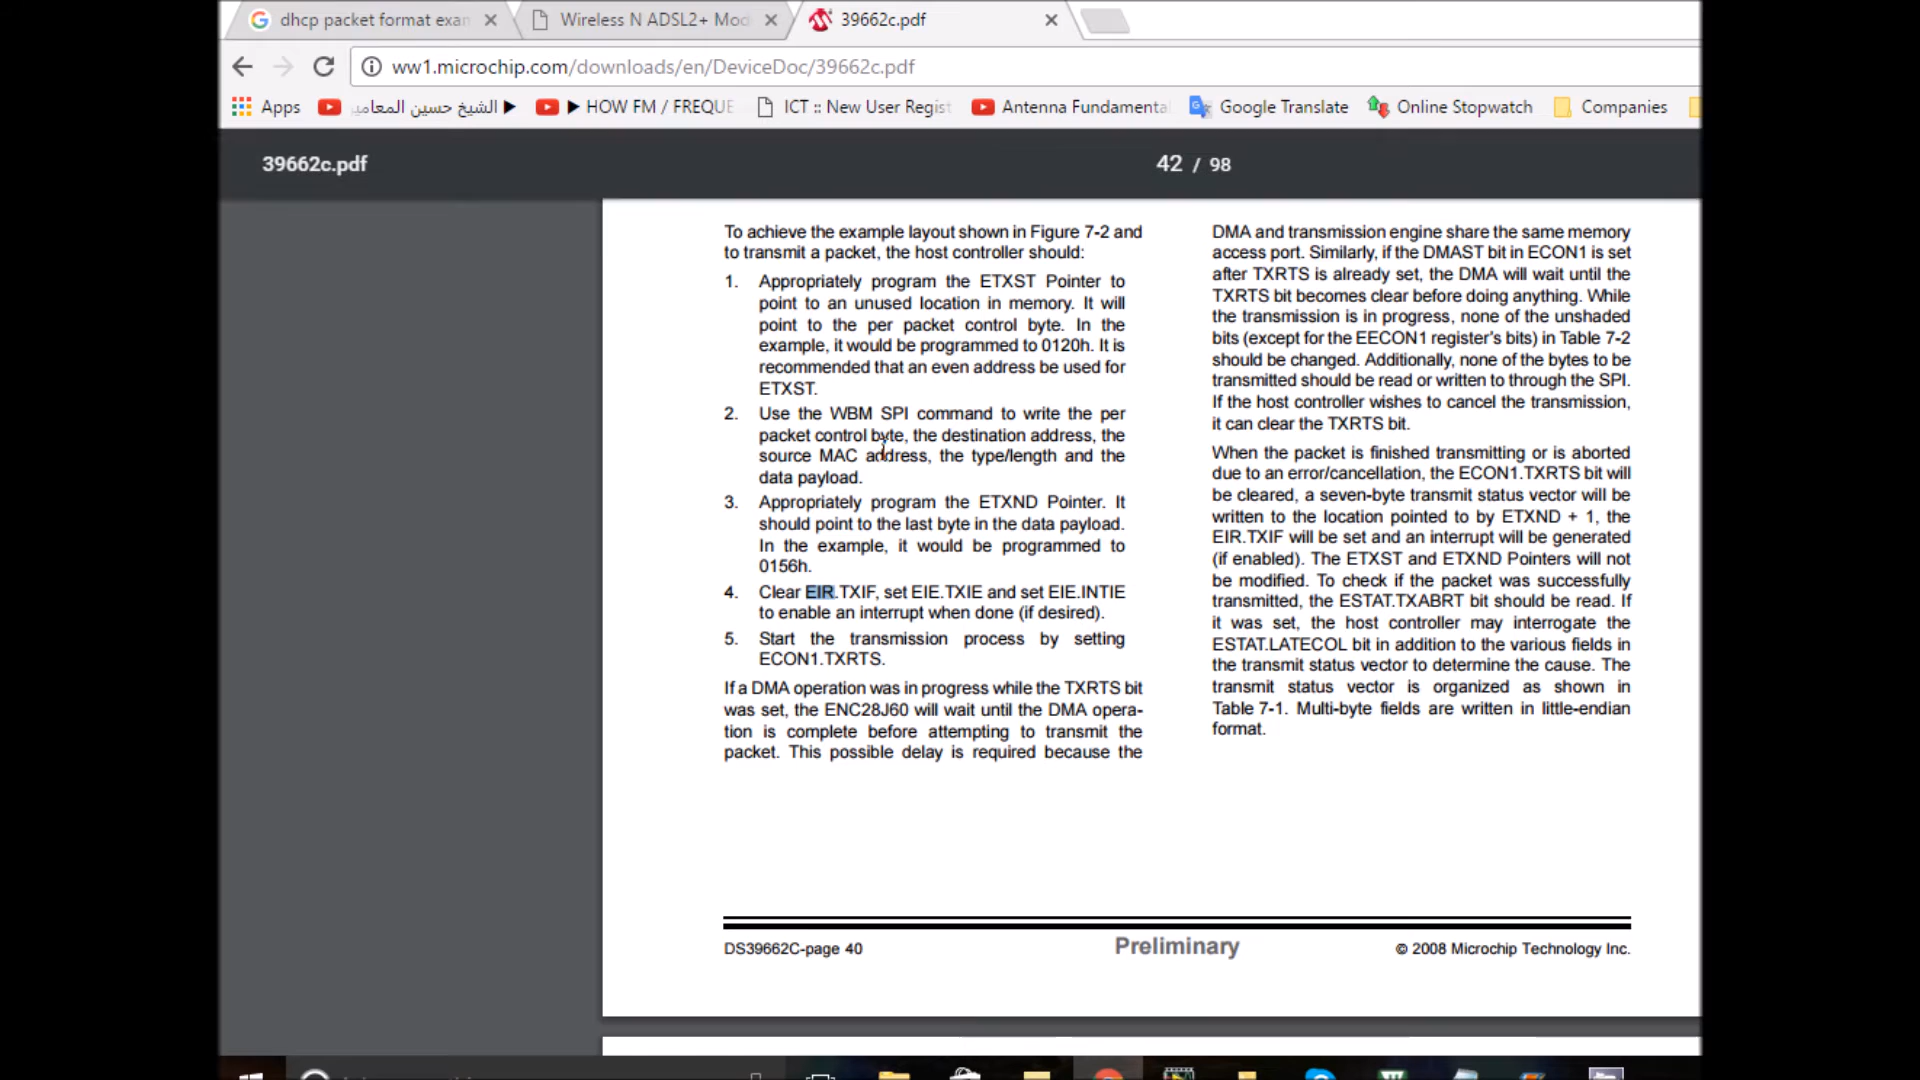 dhcp packet format exan
Wireless N ADSL2+ Mod
39662c.pdf
ww1.microchip.com/downloads/en/DeviceDoc/39662c.pdf
Apps
الشيخ حسين المعامير
HOW FM / FREQUE
ICT :: New User Regist
Antenna Fundamenta
Google Translate
Online Stopwatch
Companies
39662c.pdf
42 / 98
To achieve the example layout shown in Figure 7-2 and
to transmit a packet, the host controller should:
1. Appropriately program the ETXST Pointer to
point to an unused location in memory. It will
point to the per packet control byte. In the
example, it would be programmed to 0120h. It is
recommended that an even address be used for
ETXST.
2. Use the WBM SPI command to write the per
packet control byte, the destination address, the
source MAC address, the type/length and the
data payload.
3. Appropriately program the ETXND Pointer. It
should point to the last byte in the data payload.
In the example, it would be programmed to
0156h.
4. Clear EIR.TXIF, set EIE.TXIE and set EIE.INTIE
to enable an interrupt when done (if desired).
5. Start the transmission process by setting
ECON1.TXRTS.
If a DMA operation was in progress while the TXRTS bit
was set, the ENC28J60 will wait until the DMA opera-
tion is complete before attempting to transmit the
packet. This possible delay is required because the
DMA and transmission engine share the same memory
access port. Similarly, if the DMAST bit in ECON1 is set
after TXRTS is already set, the DMA will wait until the
TXRTS bit becomes clear before doing anything. While
the transmission is in progress, none of the unshaded
bits (except for the EECON1 register's bits) in Table 7-2
should be changed. Additionally, none of the bytes to be
transmitted should be read or written to through the SPI.
If the host controller wishes to cancel the transmission,
it can clear the TXRTS bit.
When the packet is finished transmitting or is aborted
due to an error/cancellation, the ECON1.TXRTS bit will
be cleared, a seven-byte transmit status vector will be
written to the location pointed to by ETXND + 1, the
EIR.TXIF will be set and an interrupt will be generated
(if enabled). The ETXST and ETXND Pointers will not
be modified. To check if the packet was successfully
transmitted, the ESTAT.TXABRT bit should be read. If
it was set, the host controller may interrogate the
ESTAT.LATECOL bit in addition to the various fields in
the transmit status vector to determine the cause. The
transmit status vector is organized as shown in
Table 7-1. Multi-byte fields are written in little-endian
format.
DS39662C-page 40
Preliminary
© 2008 Microchip Technology Inc.